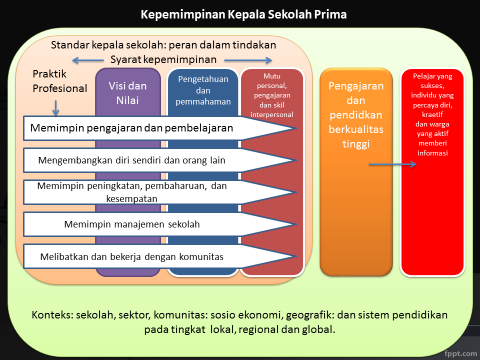 Kepemimpinan Kepala Sekolah Prima
Standar kepala sekolah: peran dalam tindakan
Syarat kepemimpinan
Praktik
Profesional
Visi dan
Nilai
Pengetahuan
dan
pemmahaman
Mutu
personal,
pengajaran
dan skil
interpersonal
Pengajaran
dan
pendidkan
berkualitas
tinggi
Pelajar yang
sukses,
individu yang
percaya diri,
kraetif
dan warga
yang aktif
memberi
informasi
Memimpin pengajaran dan pembelajaran
Mengembangkan diri sendiri dan orang lain
Memimpin peningkatan, pembaharuan, dan
kesempatan
Memimpin manajemen sekolah
Melibatkan dan bekerja dengan komunitas
Konteks: sekolah, sektor, komunitas: sosio ekonomi, geografik: dan sistem pendidikan
pada tingkat lokal, regional dan global.
fppt.com